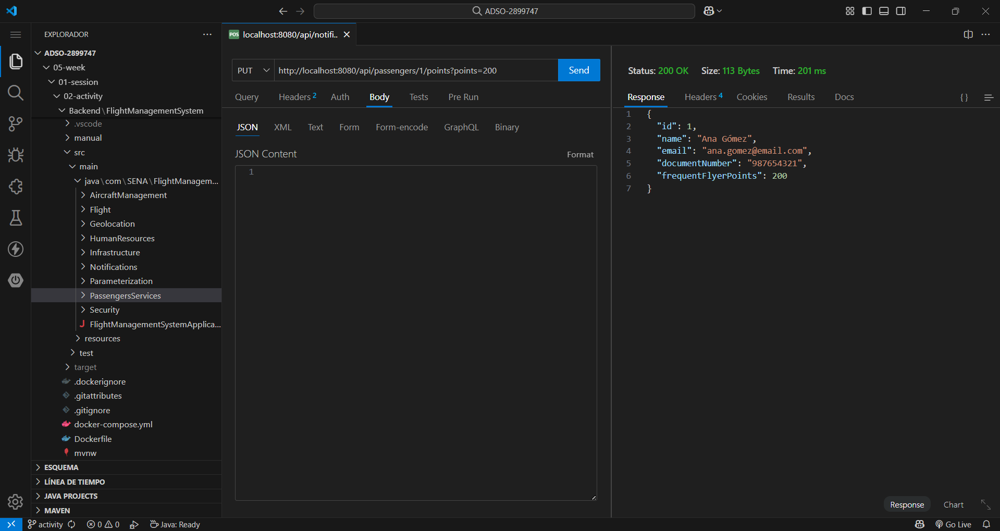 ADSO-2899747
EXPLORADOR
ADSO-2899747
05-week
01-session
02-activity
Backend\FlightManagementSystem
.vscode
manual
src
main
java\com\SENA\FlightManagem...
AircraftManagement
Flight
Geolocation
HumanResources
Infrastructure
Notifications
Parameterization
PassengersServices
Security
J FlightManagementSystemApplica...
resources
test
target
.dockerignore
.gitattributes
.gitignore
docker-compose.yml
Dockerfile
mvnw
ESQUEMA
LÍNEA DE TIEMPO
JAVA PROJECTS
MAVEN
POS localhost:8080/api/notifi..
PUT http://localhost:8080/api/passengers/1/points?points=200 Send
Query Headers 2 Auth Body Tests Pre Run
JSON XML Text Form Form-encode GraphQL Binary
JSON Content Format
1
Status: 200 OK Size: 113 Bytes Time: 201 ms
Response Headers 4 Cookies Results Docs {}
1 {
2 "id": 1,
3 "name": "Ana Gómez",
4 "email": "ana.gomez@email.com",
5 "documentNumber": "987654321",
6 "frequentFlyerPoints": 200
7 }
Response Chart
activity 0 0 Java: Ready Go Live